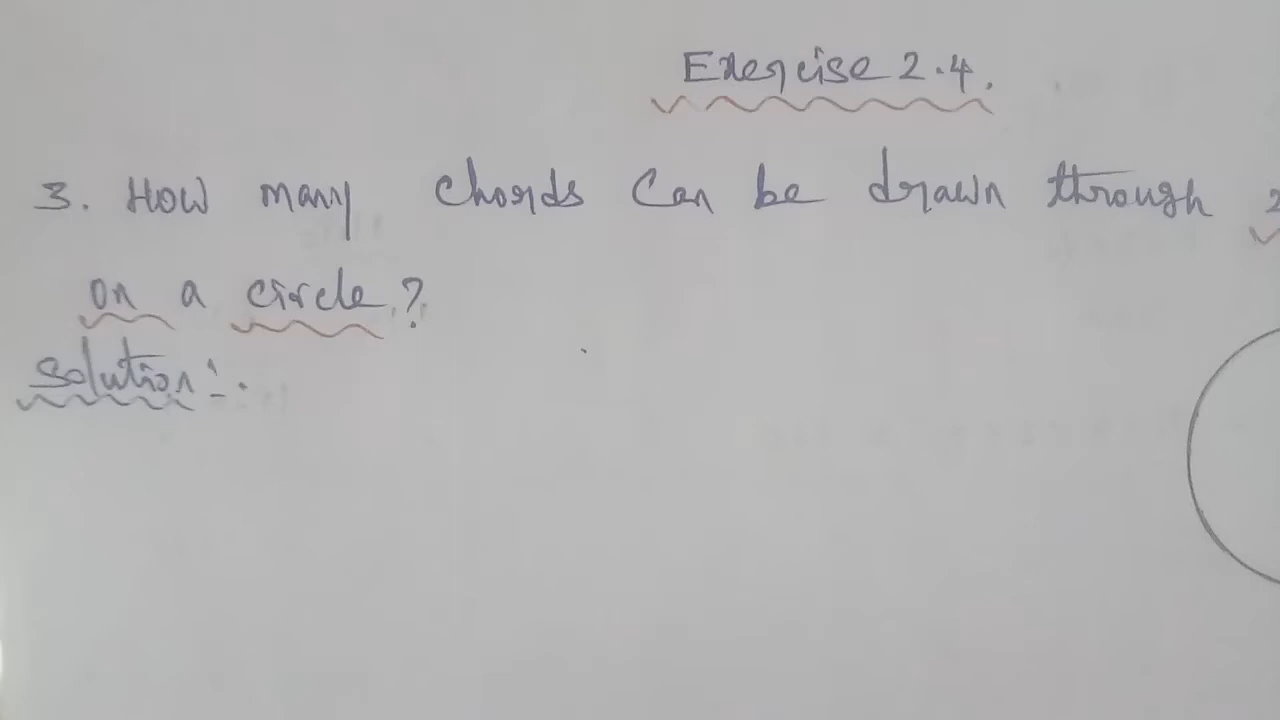 Exercise 2.4.
3. How many chords can be drawn through
on a circle?
Solution:-.